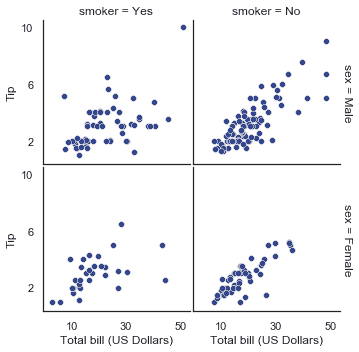 smoker = Yes
smoker = No
10
6
2
Tip
sex = Male
10
6
2
Tip
sex = Female
10
30
50
10
30
50
Total bill (US Dollars)
Total bill (US Dollars)